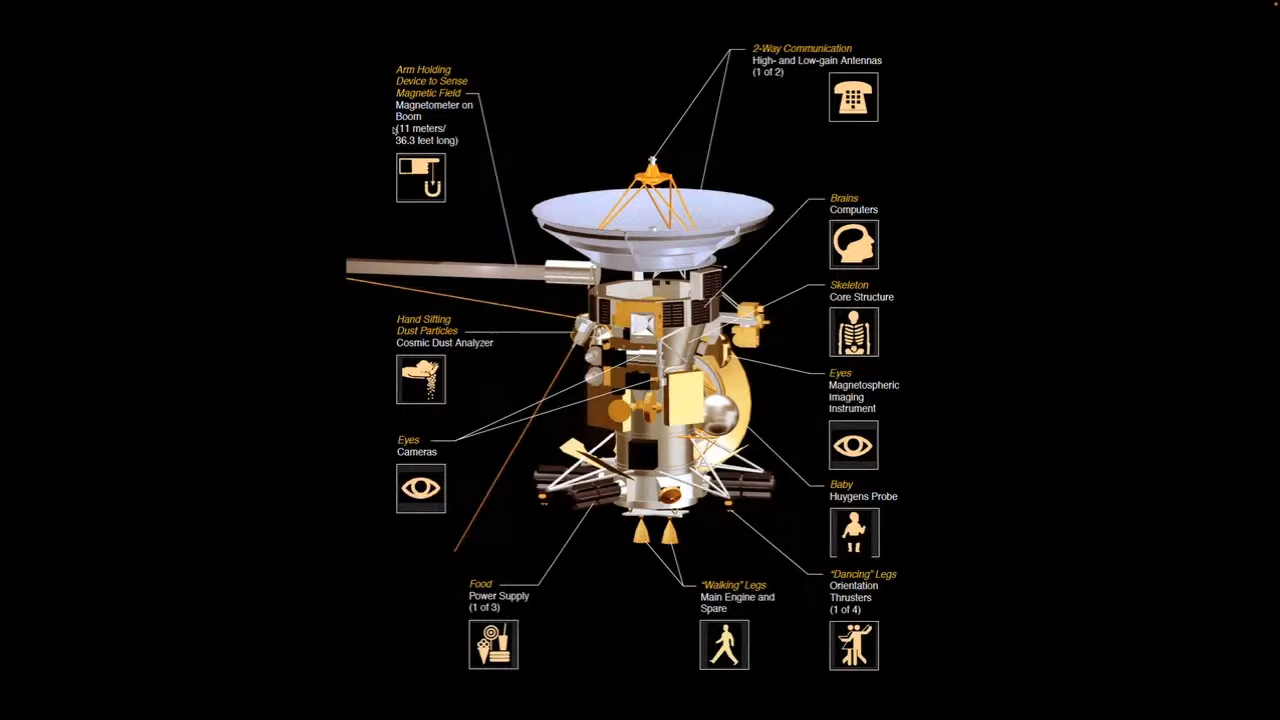 Arm Holding
Device to Sense
Magnetic Field
Magnetometer on
Boom
(11 meters/
36.3 feet long)
2-Way Communication
High- and Low-gain Antennas
(1 of 2)
Brains
Computers
Skeleton
Core Structure
Hand Sifting
Dust Particles
Cosmic Dust Analyzer
Eyes
Magnetospheric
Imaging
Instrument
Eyes
Cameras
Baby
Huygens Probe
Food
Power Supply
(1 of 3)
"Walking" Legs
Main Engine and
Spare
"Dancing" Legs
Orientation
Thrusters
(1 of 4)